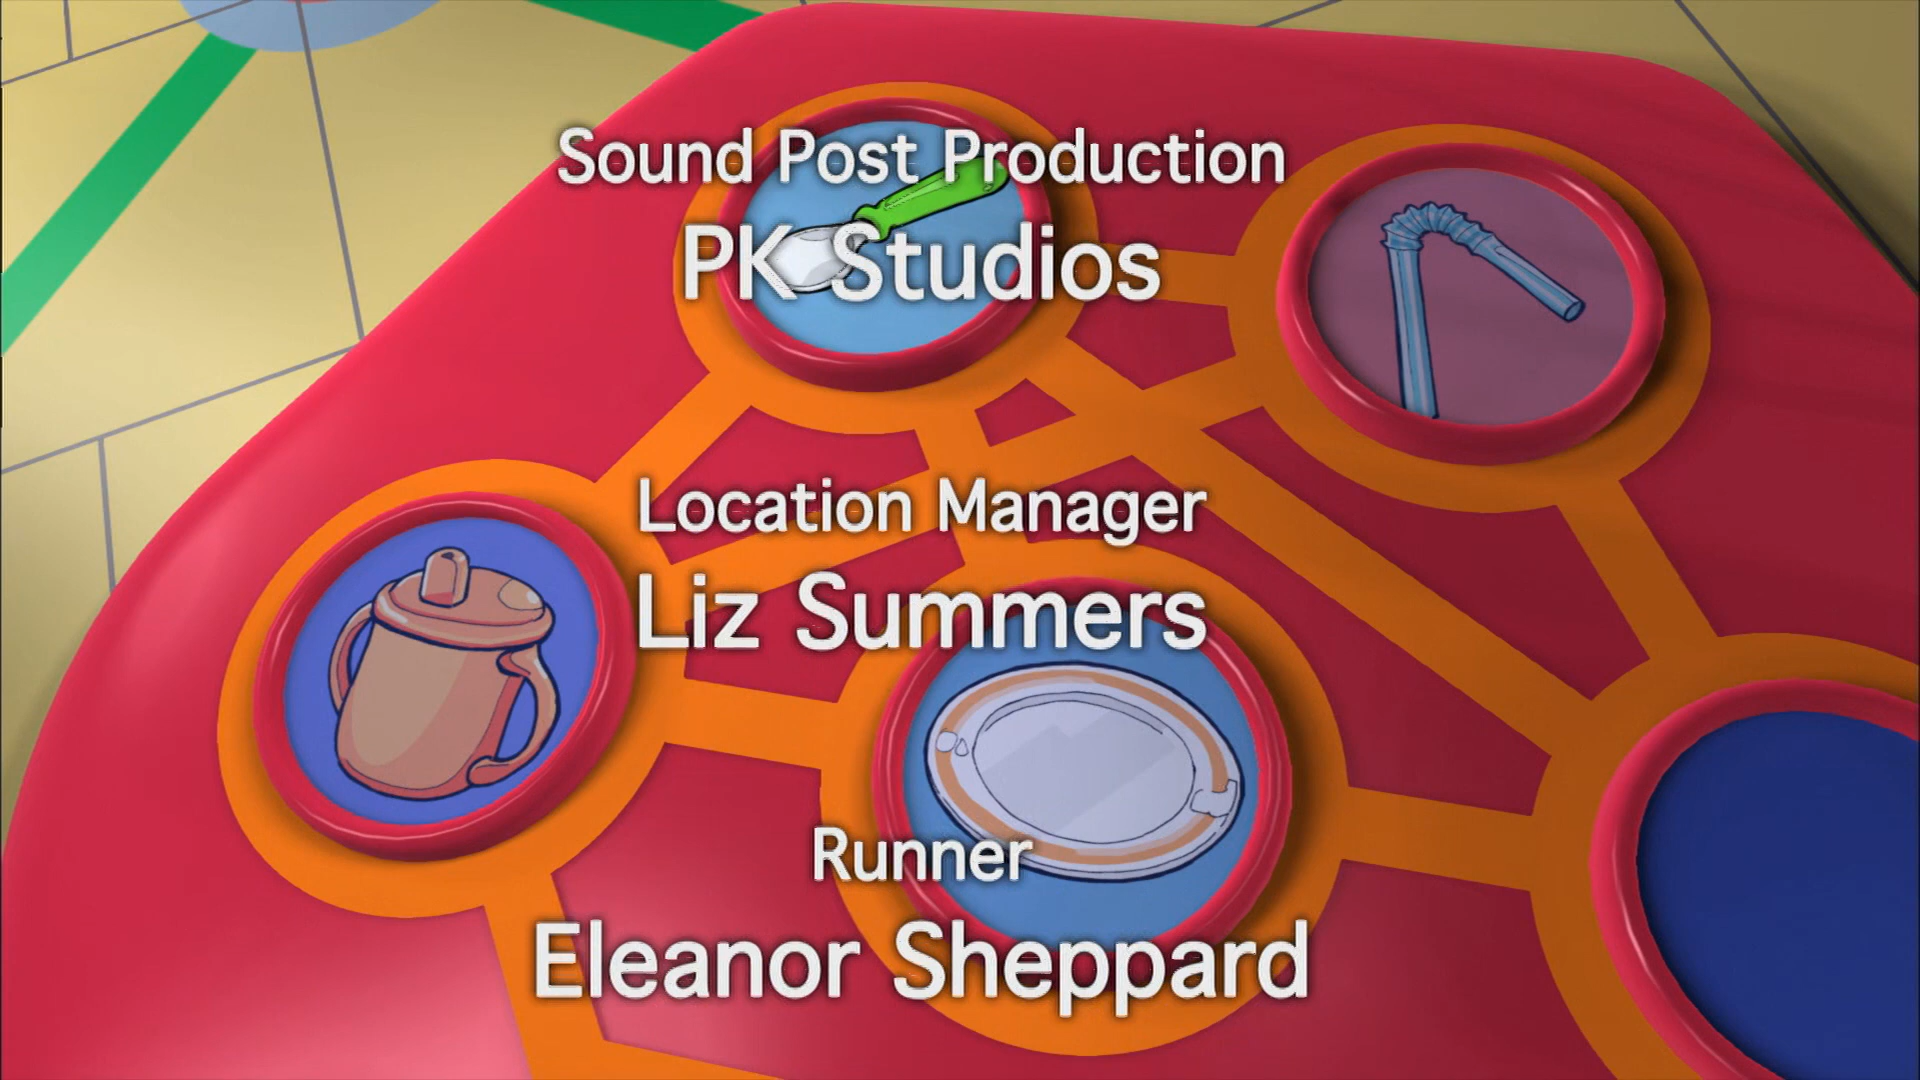 Sound Post Production
PK Studios
Location Manager
Liz Summers
Runner
Eleanor Sheppard